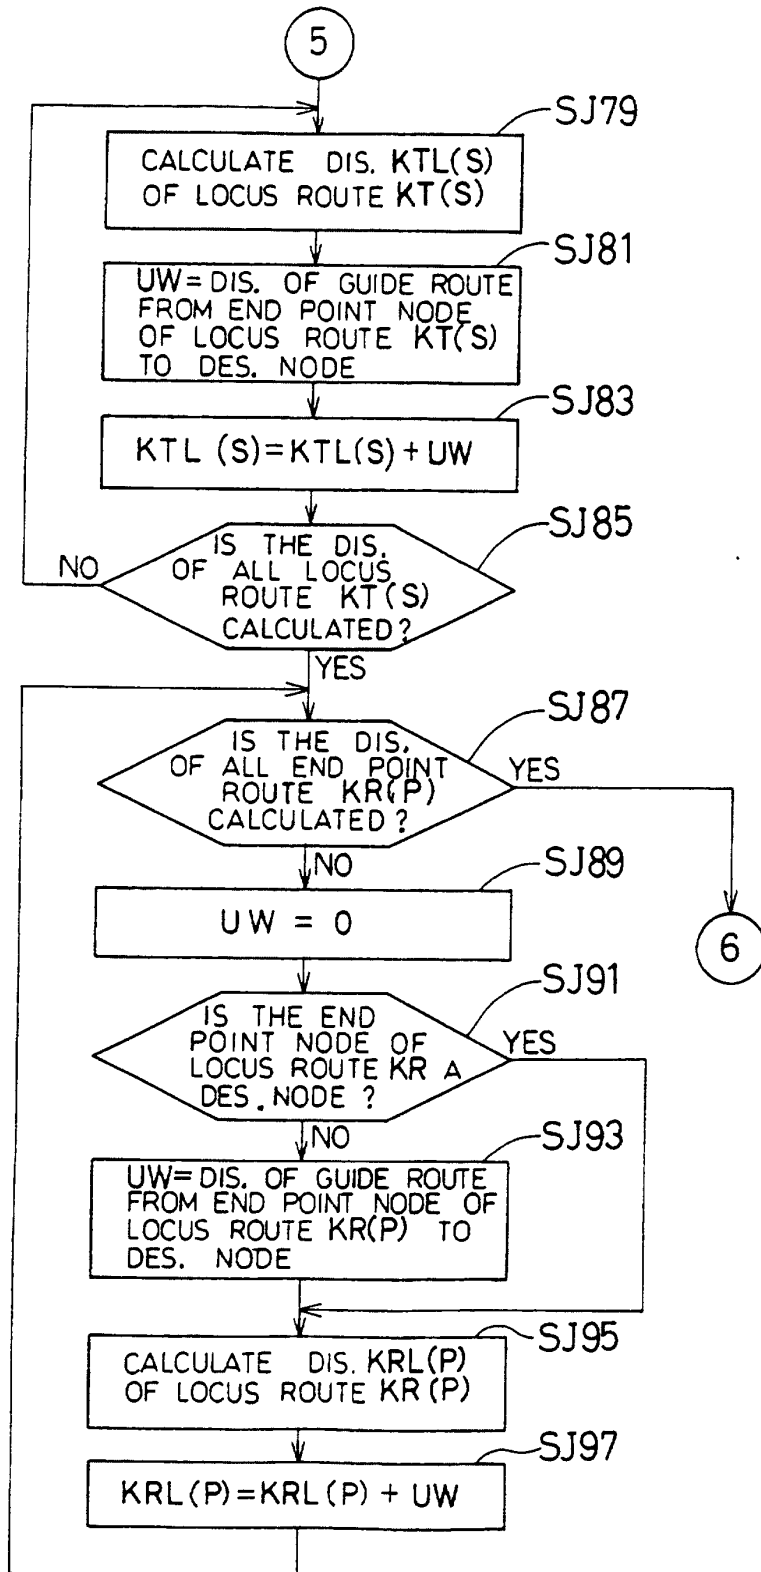 5
SJ79
CALCULATE DIS. KTL(S)
OF LOCUS ROUTE KT(S)
SJ81
UW=DIS. OF GUIDE ROUTE
FROM END POINT NODE
OF LOCUS ROUTE KT(S)
TO DES. NODE
SJ83
KTL (S)=KTL(S)+UW
SJ85
IS THE DIS.
OF ALL LOCUS
ROUTE KT(S)
CALCULATED?
NO
YES
SJ87
IS THE DIS.
OF ALL END POINT
ROUTE KR(P)
CALCULATED?
YES
NO
6
SJ89
UW = 0
SJ91
IS THE END
POINT NODE OF
LOCUS ROUTE KR A
DES. NODE ?
YES
NO
SJ93
UW=DIS. OF GUIDE ROUTE
FROM END POINT NODE OF
LOCUS ROUTE KR(P) TO
DES. NODE
SJ95
CALCULATE DIS. KRL(P)
OF LOCUS ROUTE KR(P)
SJ97
KRL(P)=KRL(P) + UW